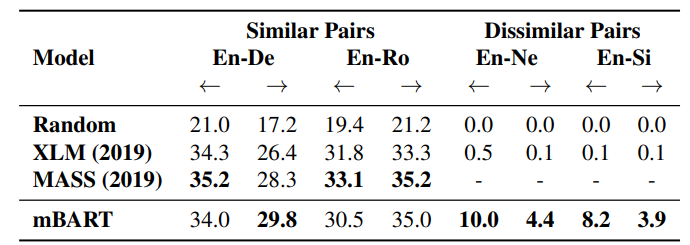 Similar Pairs Dissimilar Pairs
Model En-De En-Ro En-Ne En-Si
← → ← → ← → ← →
Random 21.0 17.2 19.4 21.2 0.0 0.0 0.0 0.0
XLM (2019) 34.3 26.4 31.8 33.3 0.5 0.1 0.1 0.1
MASS (2019) 35.2 28.3 33.1 35.2 - - - -
mBART 34.0 29.8 30.5 35.0 10.0 4.4 8.2 3.9